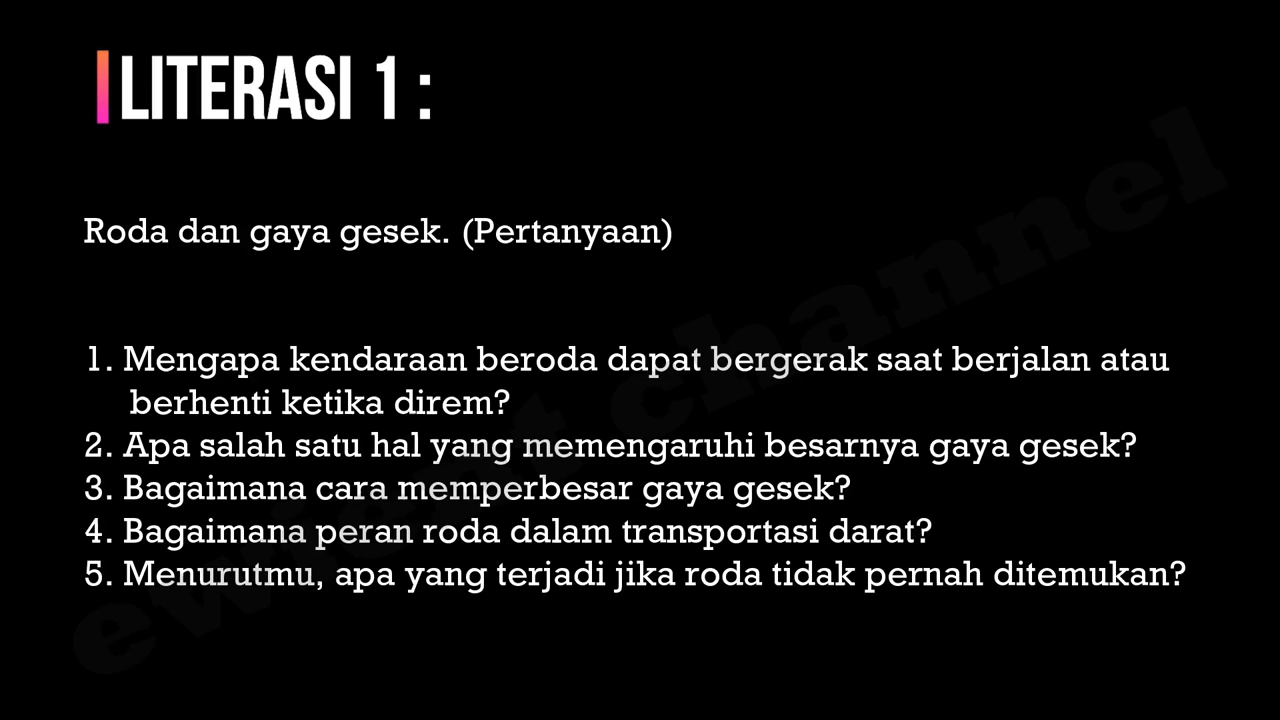 LITERASI 1 :
Roda dan gaya gesek. (Pertanyaan)
1. Mengapa kendaraan beroda dapat bergerak saat berjalan atau
berhenti ketika direm?
2. Apa salah satu hal yang memengaruhi besarnya gaya gesek?
3. Bagaimana cara memperbesar gaya gesek?
4. Bagaimana peran roda dalam transportasi darat?
5. Menurutmu, apa yang terjadi jika roda tidak pernah ditemukan?
channel